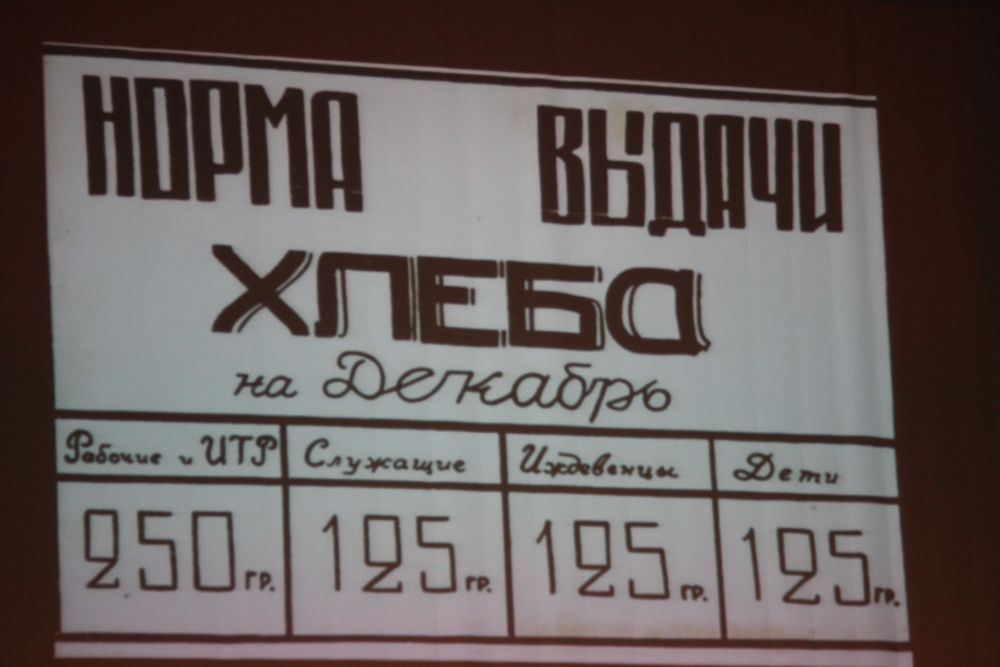 НОРМА ВЫДАЧИ
ХЛЕБА
на Декабрь
Рабочие и ИТР Служащие Иждевенцы Дети
250 гр. 125 гр. 125 гр. 125 гр.